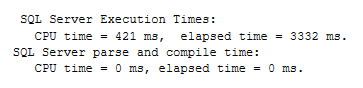 SQL Server Execution Times:
CPU time = 421 ms,  elapsed time = 3332 ms.
SQL Server parse and compile time:
CPU time = 0 ms, elapsed time = 0 ms.